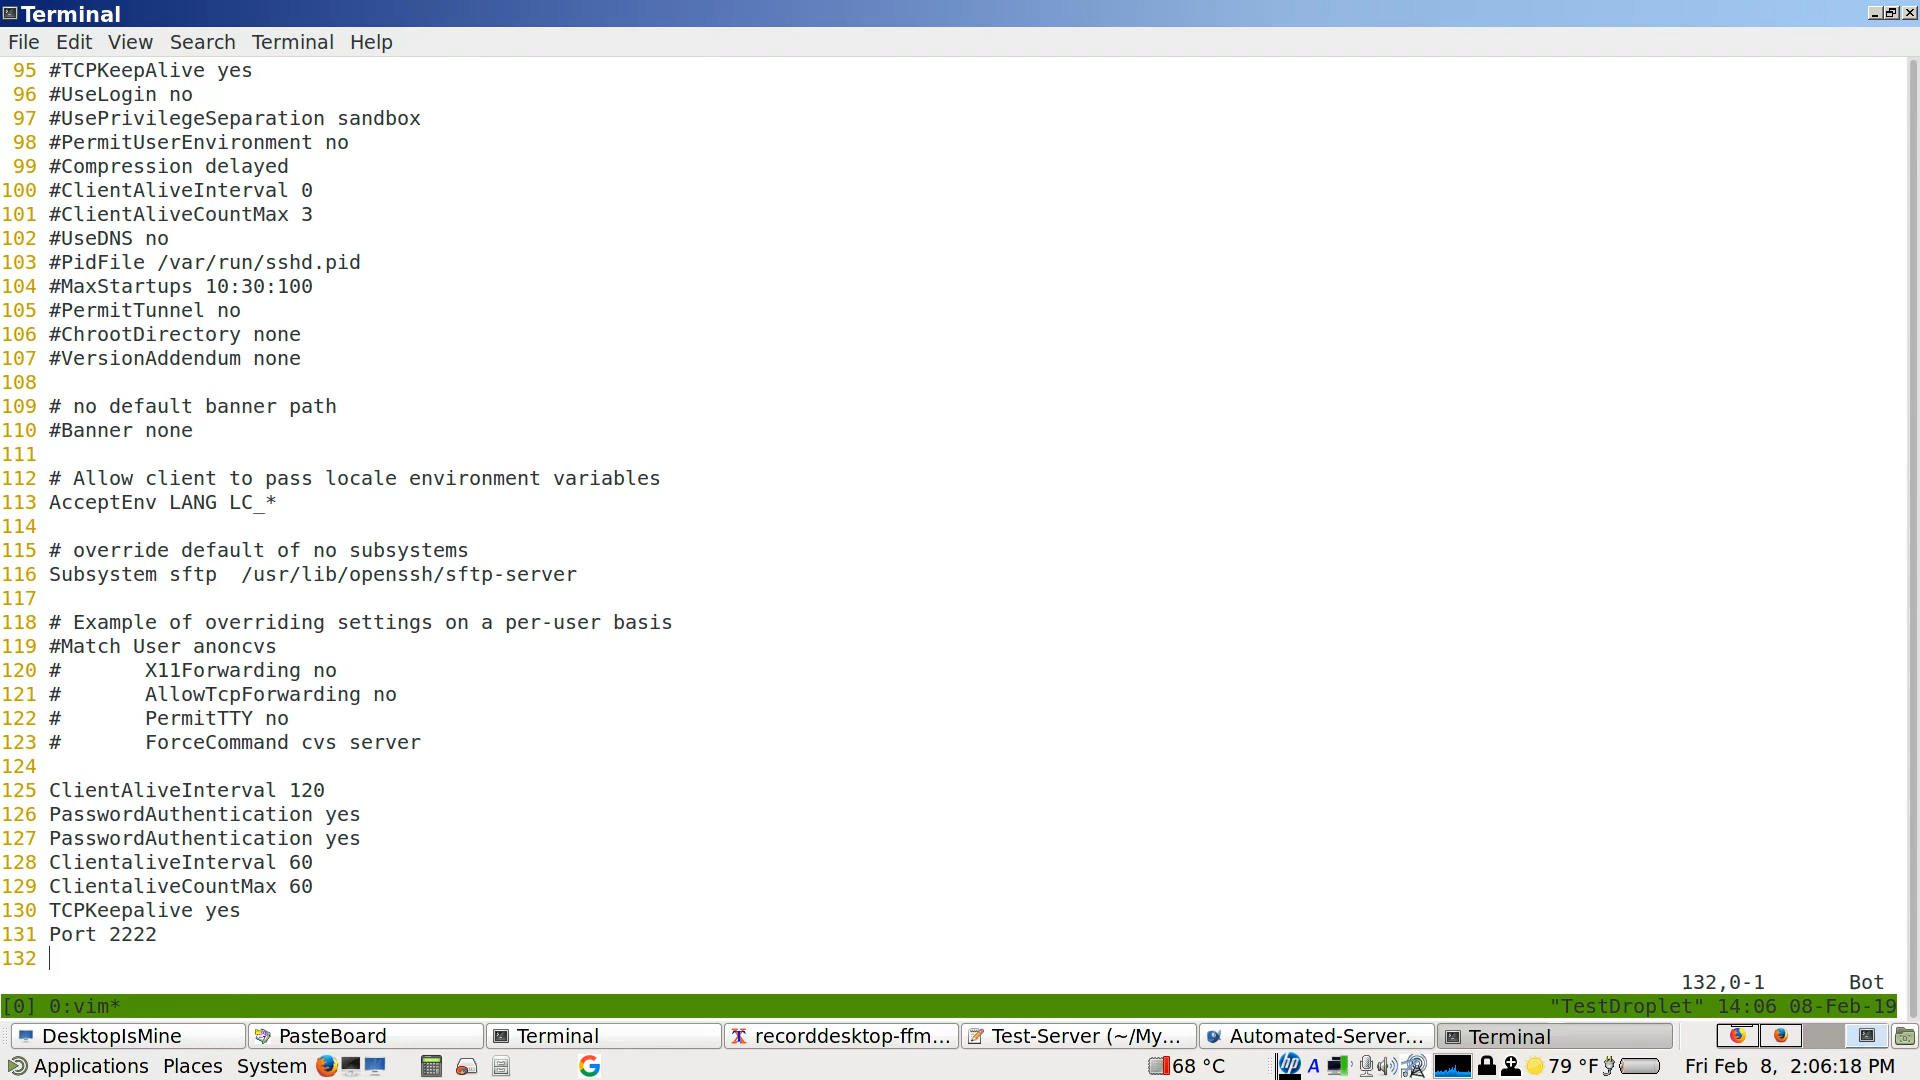 Terminal
File Edit View Search Terminal Help
95 #TCPKeepAlive yes
96 #UseLogin no
97 #UsePrivilegeSeparation sandbox
98 #PermitUserEnvironment no
99 #Compression delayed
100 #ClientAliveInterval 0
101 #ClientAliveCountMax 3
102 #UseDNS no
103 #PidFile /var/run/sshd.pid
104 #MaxStartups 10:30:100
105 #PermitTunnel no
106 #ChrootDirectory none
107 #VersionAddendum none
108
109 # no default banner path
110 #Banner none
111
112 # Allow client to pass locale environment variables
113 AcceptEnv LANG LC_*
114
115 # override default of no subsystems
116 Subsystem sftp  /usr/lib/openssh/sftp-server
117
118 # Example of overriding settings on a per-user basis
119 #Match User anoncvs
120 #       X11Forwarding no
121 #       AllowTcpForwarding no
122 #       PermitTTY no
123 #       ForceCommand cvs server
124
125 ClientAliveInterval 120
126 PasswordAuthentication yes
127 PasswordAuthentication yes
128 ClientaliveInterval 60
129 ClientaliveCountMax 60
130 TCPKeepalive yes
131 Port 2222
132
132,0-1 Bot
[0] 0:vim* "TestDroplet" 14:06 08-Feb-19
DesktopIsMine PasteBoard Terminal recorddesktop-ffm... Test-Server (~/My... Automated-Server... Terminal
Applications Places System 68 °C hp A 79 °F Fri Feb 8, 2:06:18 PM